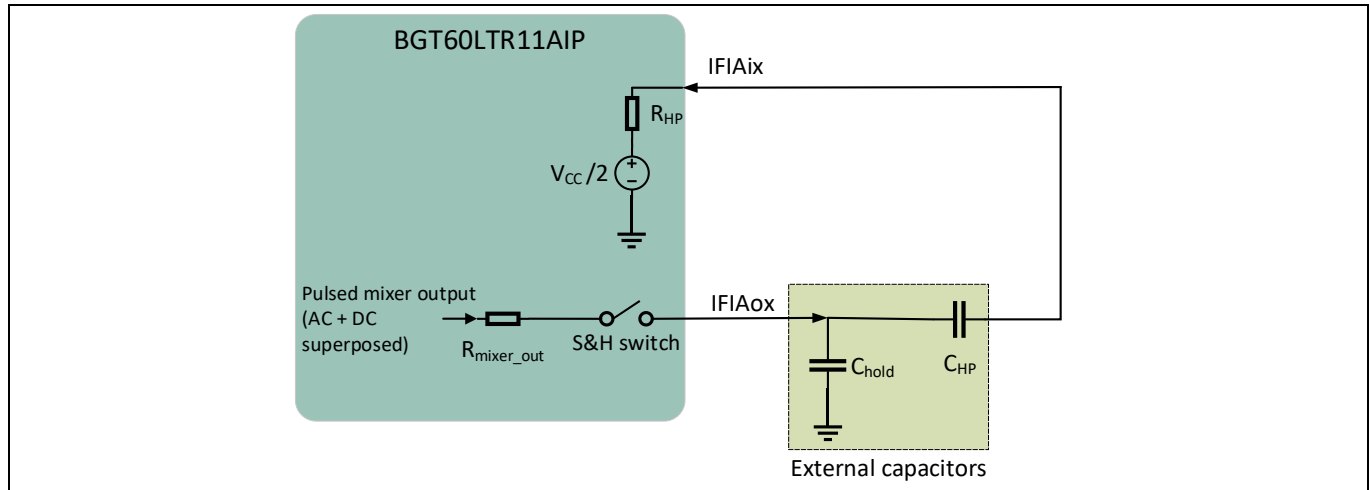 BGT60LTR11AIP
IFIAix
R_HP
V_CC /2
+
−
Pulsed mixer output
(AC + DC
superposed)
R_mixer_out
S&H switch
IFIAox
C_hold
C_HP
External capacitors